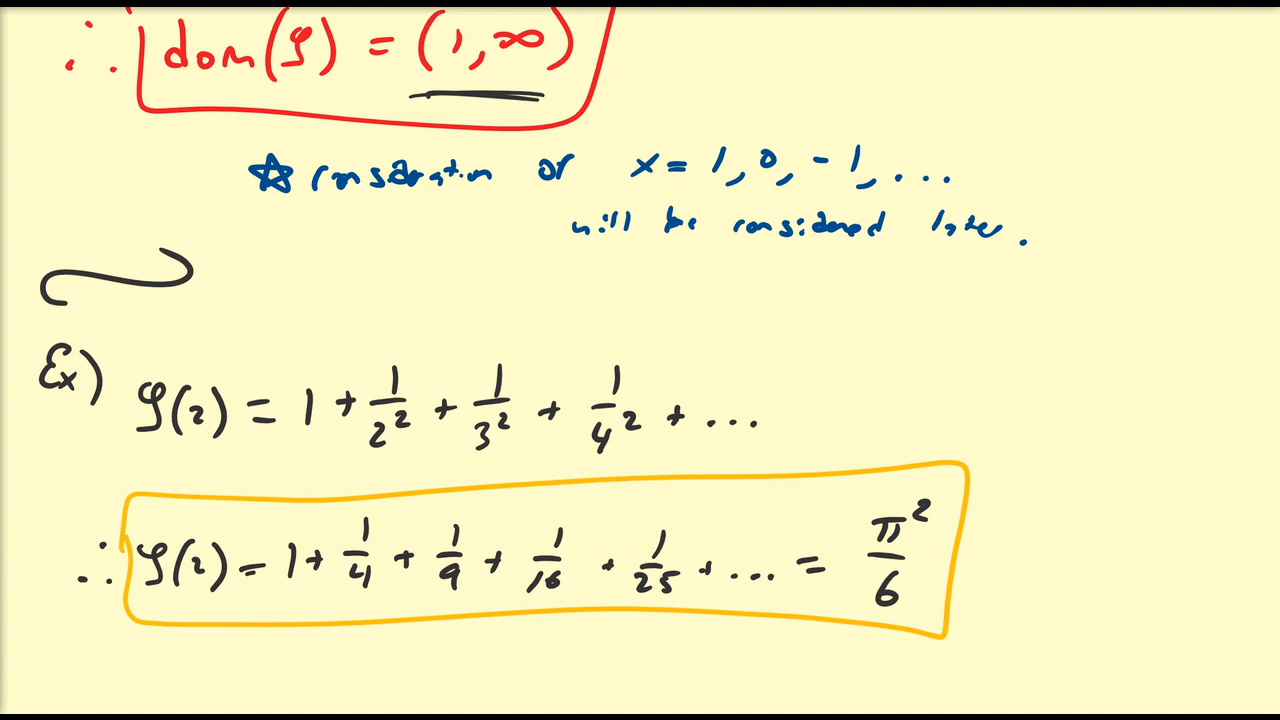 ∴ dom(ζ) = (1, ∞)
☆ consideration of x = 1, 0, -1, ...
will be considered later.
Ex) ζ(2) = 1 + 1/2² + 1/3² + 1/4² + ...
∴ ζ(2) = 1 + 1/4 + 1/9 + 1/16 + 1/25 + ... = π²/6